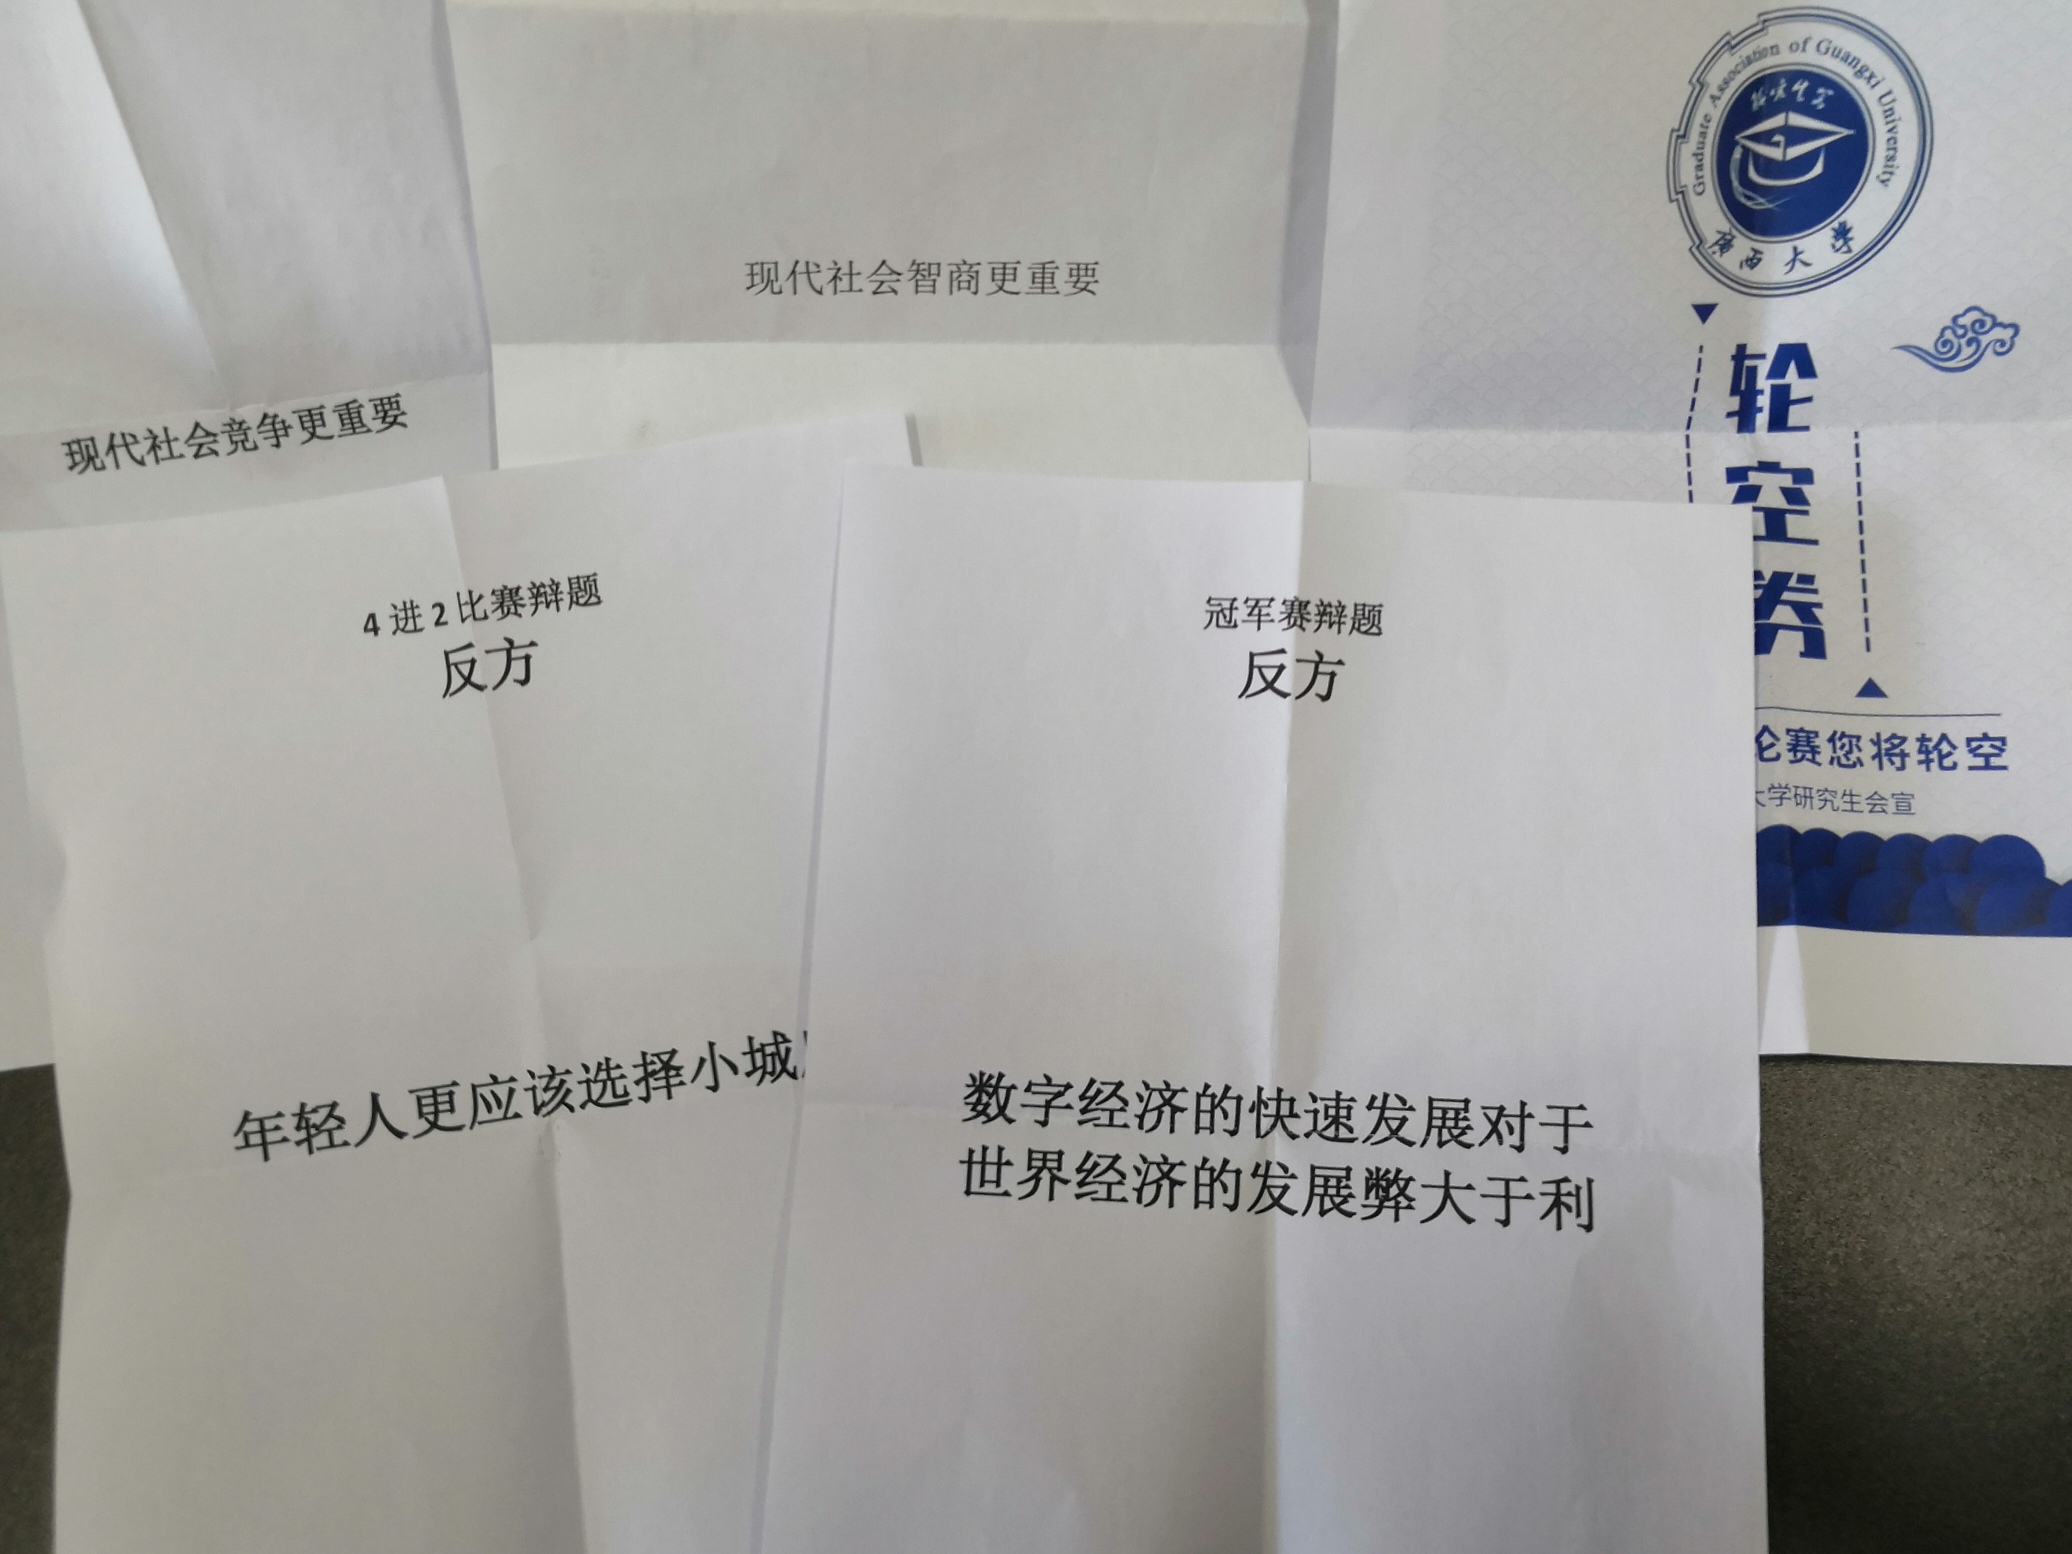 现代社会竞争更重要
现代社会智商更重要
Graduate Association of Guangxi University
广西大学
轮空券
轮赛您将轮空
大学研究生会宣
4进2比赛辩题
反方
年轻人更应该选择小城
冠军赛辩题
反方
数字经济的快速发展对于
世界经济的发展弊大于利